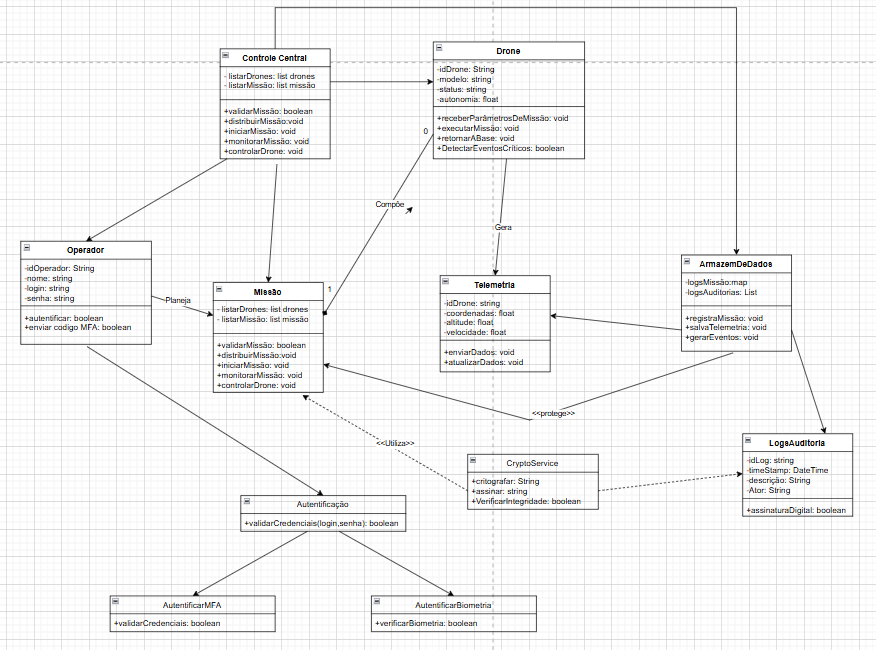 Controle Central
- listarDrones: list drones
- listarMissão: list missão
+validarMissão: boolean
+distribuirMissão:void
+iniciarMissão: void
+monitorarMissão: void
+controlarDrone: void
Drone
-idDrone: String
-modelo: string
-status: string
-autonomia: float
+receberParâmetrosDeMissão: void
+executarMissão: void
+retornarABase: void
+DetectarEventosCríticos: boolean
0
Compõe
Gera
Operador
-idOperador: String
-nome: string
-login: string
-senha: string
+autentificar: boolean
+enviar codigo MFA: boolean
Planeja
Missão
1
- listarDrones: list drones
- listarMissão: list missão
+validarMissão: boolean
+distribuirMissão:void
+iniciarMissão: void
+monitorarMissão: void
+controlarDrone: void
Telemetria
-idDrone: string
-coordenadas: float
-altitude: float
-velocidade: float
+enviarDados: void
+atualizarDados: void
ArmazemDeDados
-logsMissão:map
-logsAuditorias: List
+registraMissão: void
+salvaTelemetria: void
+gerarEventos: void
<<protege>>
<<Utiliza>>
CryptoService
+critografar: String
+assinar: string
+VerificarIntegridade: boolean
LogsAuditoria
-idLog: string
-timeStamp: DateTime
-descrição: String
-Ator: String
+assinaturaDigital: boolean
Autentificação
+validarCredenciais(login,senha): boolean
AutentificarMFA
+validarCredenciais: boolean
AutentificarBiometria
+verificarBiometria: boolean